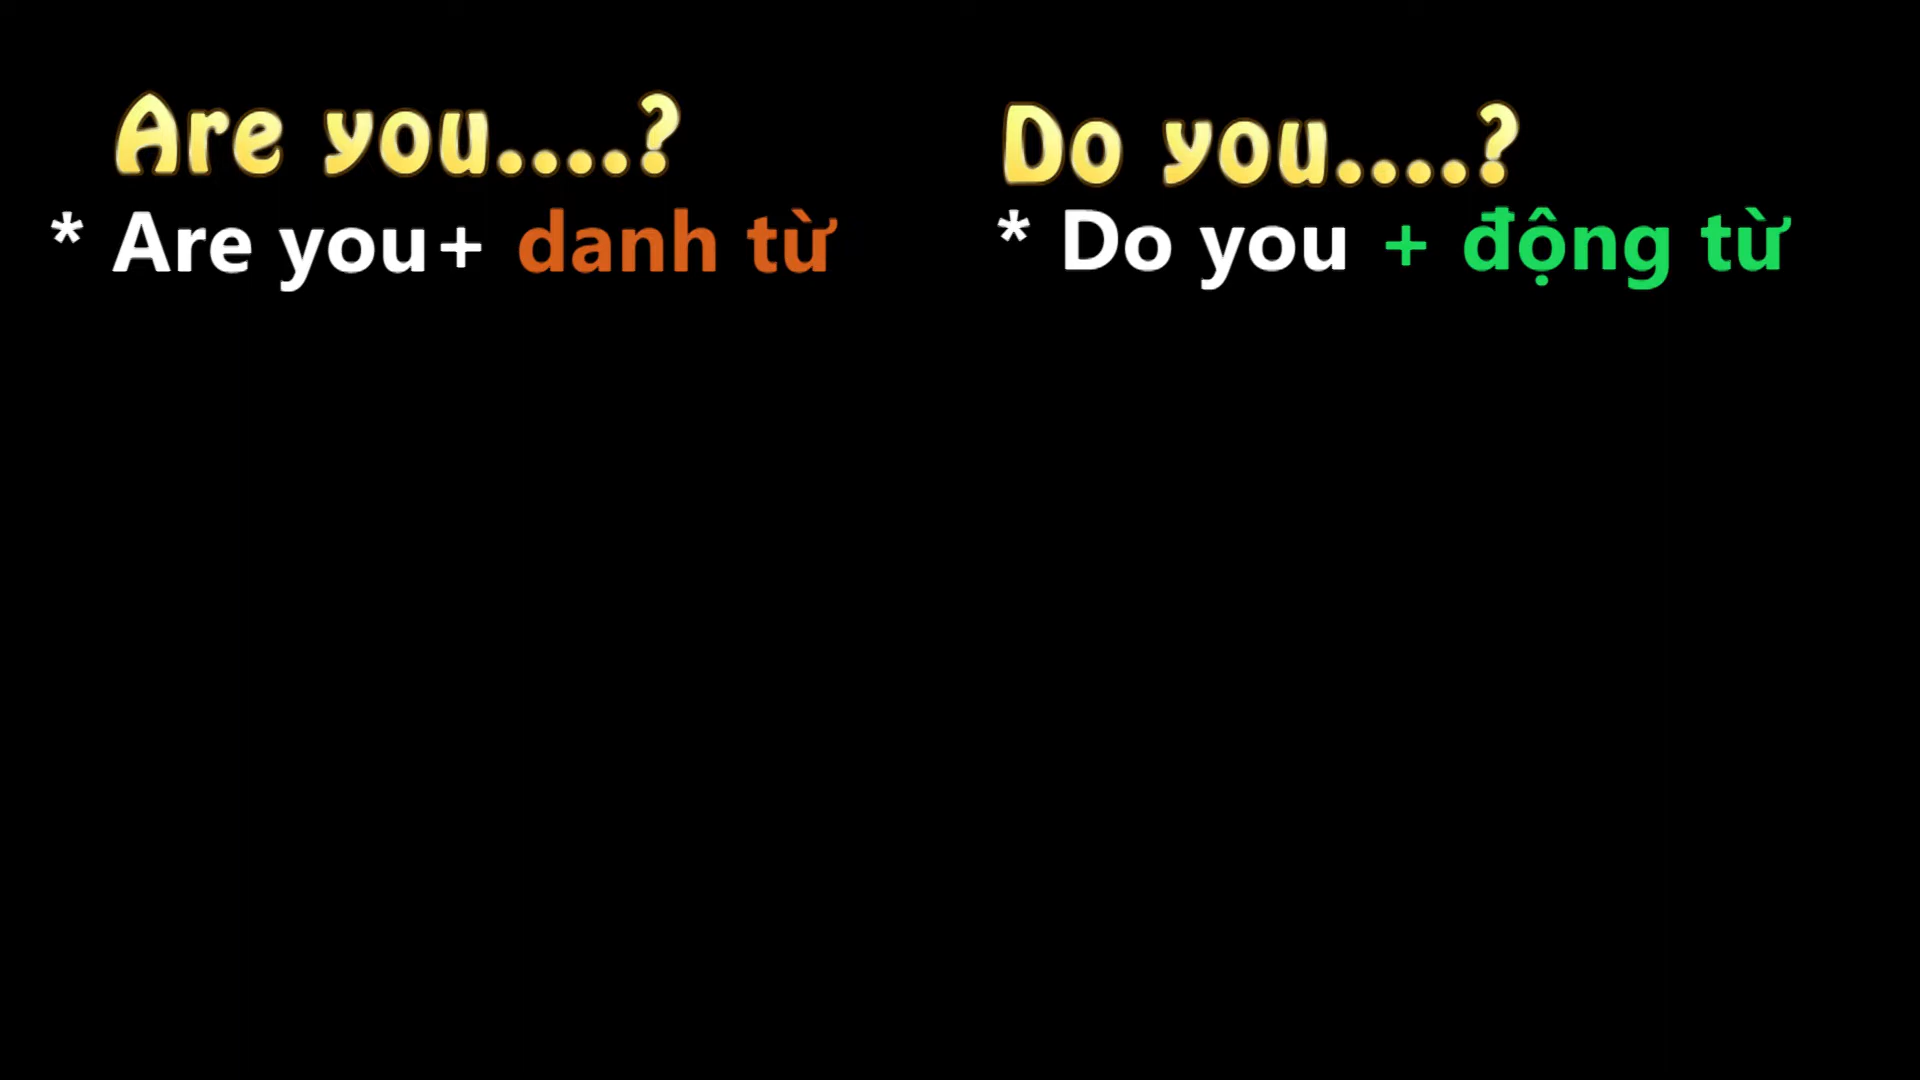 Are you....?
* Are you+ danh từ
Do you....?
* Do you + động từ